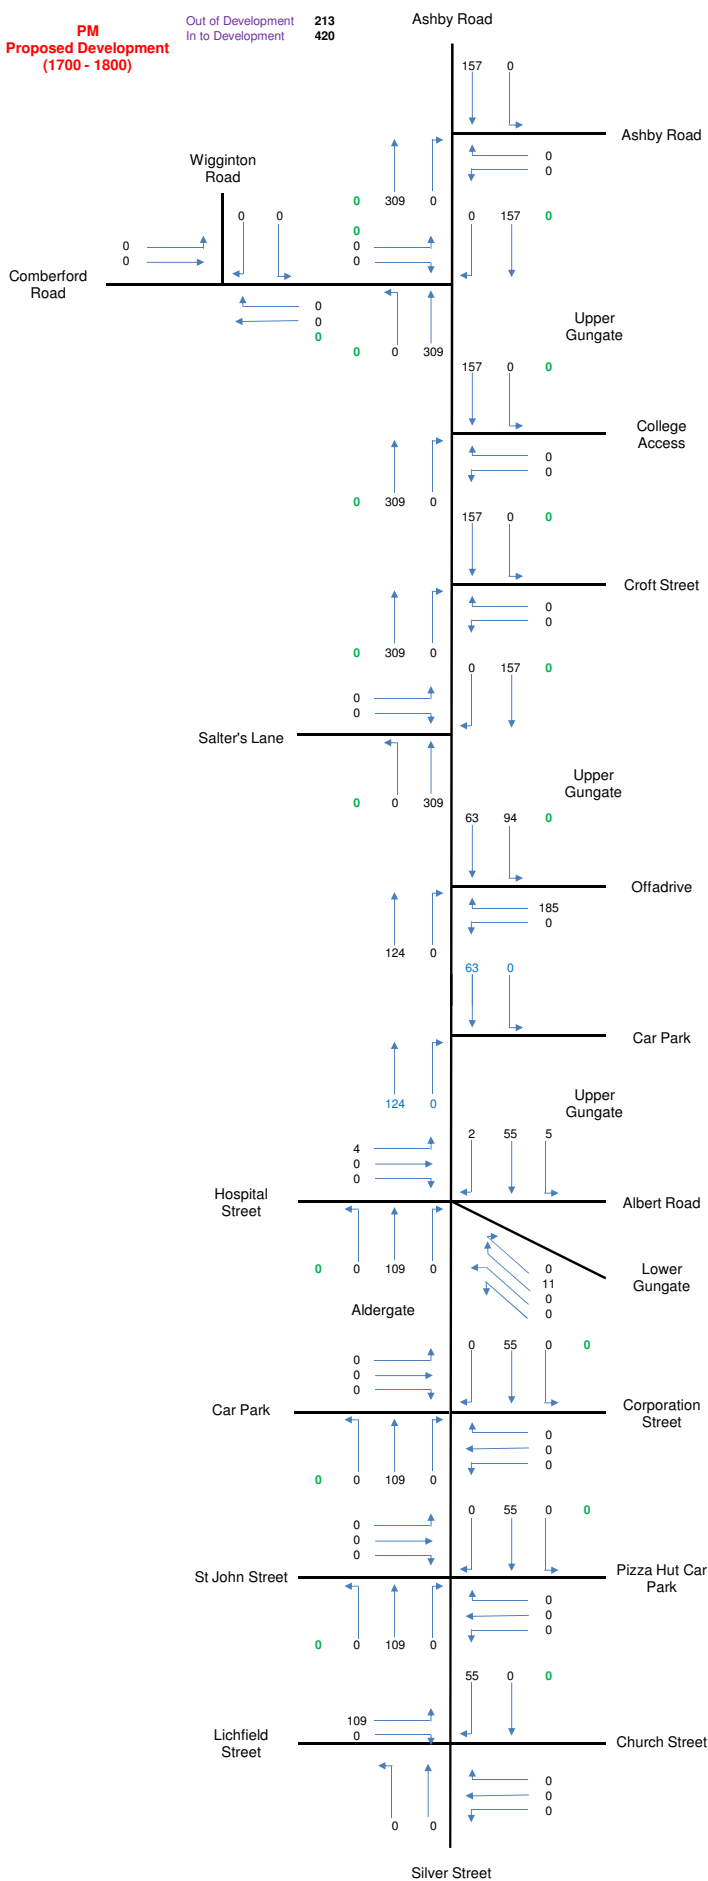 PM
Proposed Development
(1700 - 1800)
Out of Development 213
In to Development 420
Ashby Road
157 0
Ashby Road
0
0
0 309 0
Wigginton
Road
0 157 0
0 0
0
0
0
0
0
Comberford
Road
0
0
0
0 0 309
Upper
Gungate
157 0 0
College
Access
0
0
0 309 0
157 0 0
Croft Street
0
0
0 309 0
0 157 0
0
0
Salter's Lane
0 0 309
Upper
Gungate
63 94 0
Offadrive
185
0
124 0
63 0
Car Park
124 0
Upper
Gungate
2 55 5
4
0
0
Hospital
Street
Albert Road
0 0 109 0
Lower
Gungate
0
11
0
0
Aldergate
0 55 0 0
0
0
0
Car Park
Corporation
Street
0
0
0
0 0 109 0
0 55 0 0
0
0
0
St John Street
Pizza Hut Car
Park
0
0
0
0 0 109 0
55 0 0
109
0
Lichfield
Street
Church Street
0
0
0
0 0
Silver Street